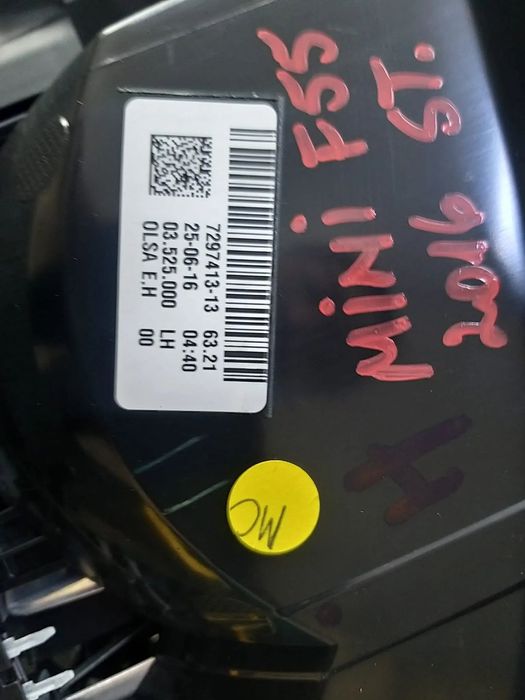 7297413-13 63.21
25-06-16 04:40
03.525.000 LH
OLSA E.H 00
MINI F55
2016 ST.
H
MC